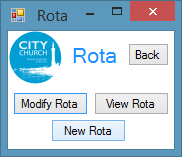 Rota
CITY
CHURCH
Rota
Back
Modify Rota
View Rota
New Rota